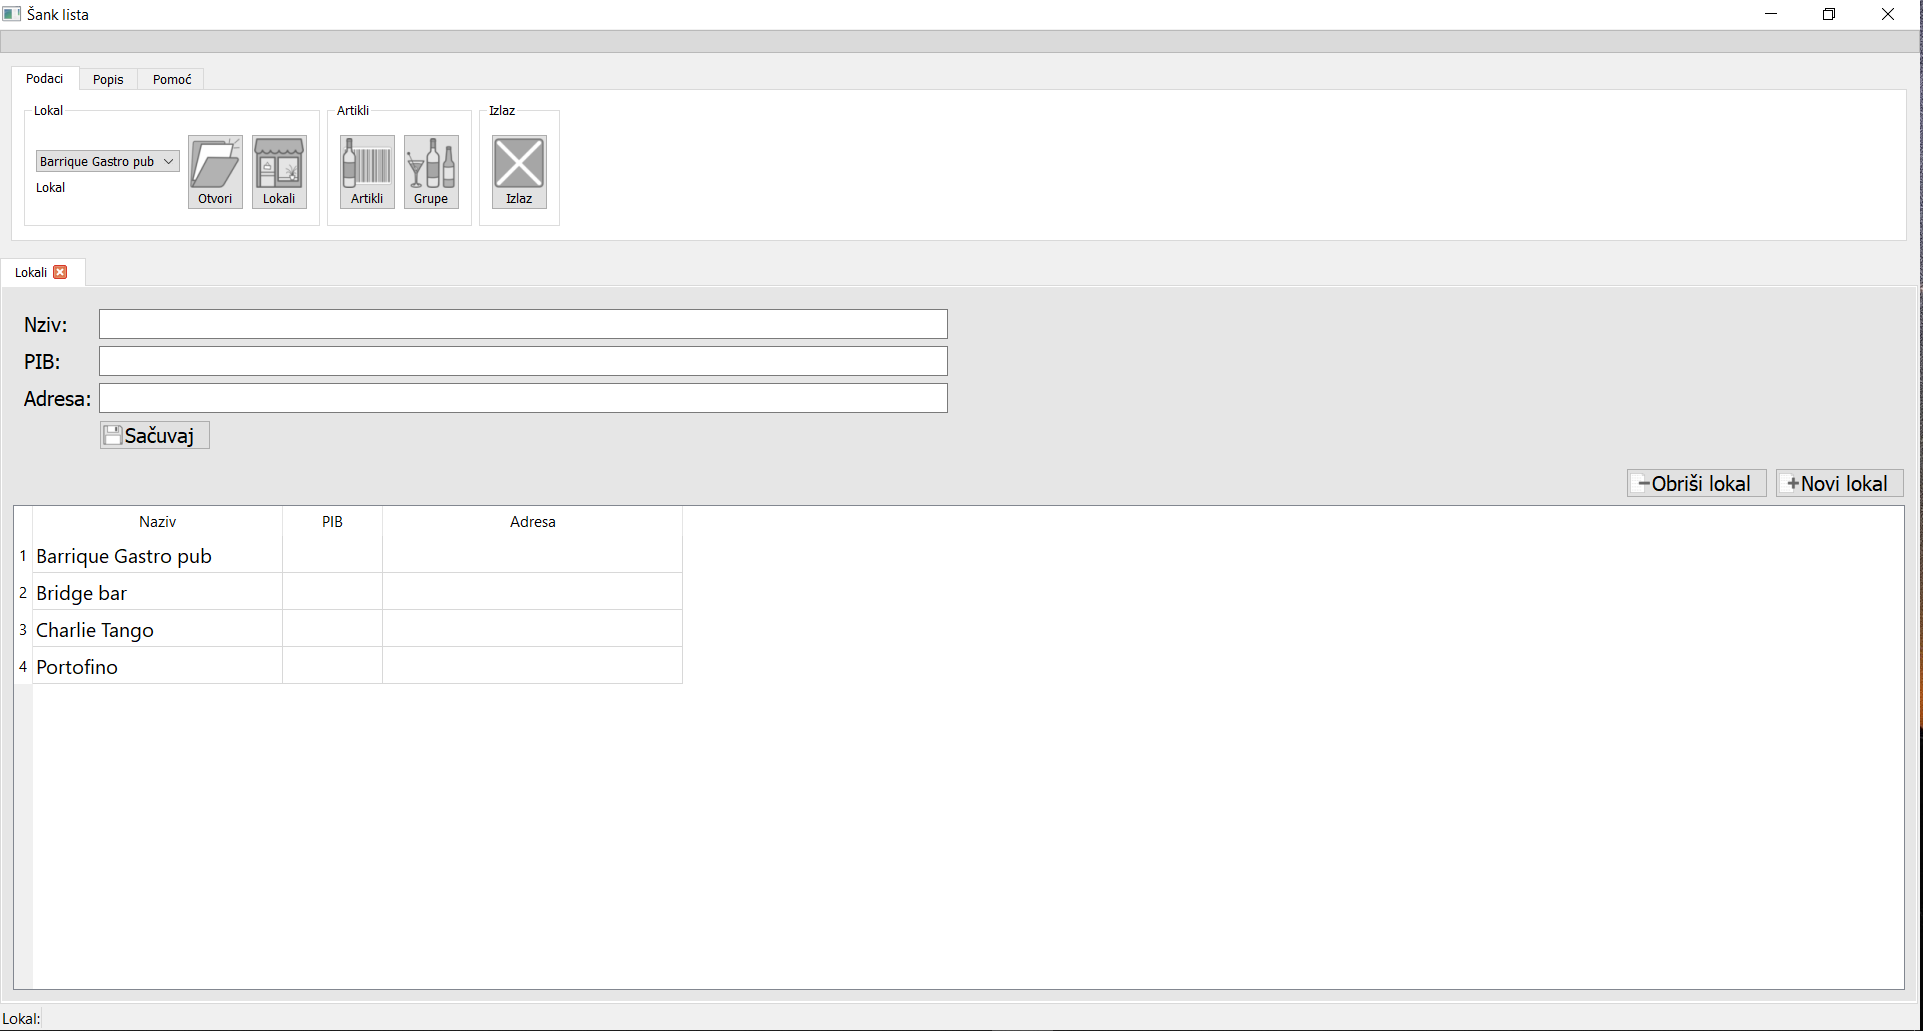 Šank lista
Podaci Popis Pomoć
Lokal Artikli Izlaz
Barrique Gastro pub
Lokal
Otvori Lokali Artikli Grupe Izlaz
Lokali
Nziv:
PIB:
Adresa:
Sačuvaj
Obriši lokal Novi lokal
Naziv PIB Adresa
1 Barrique Gastro pub
2 Bridge bar
3 Charlie Tango
4 Portofino
Lokal: